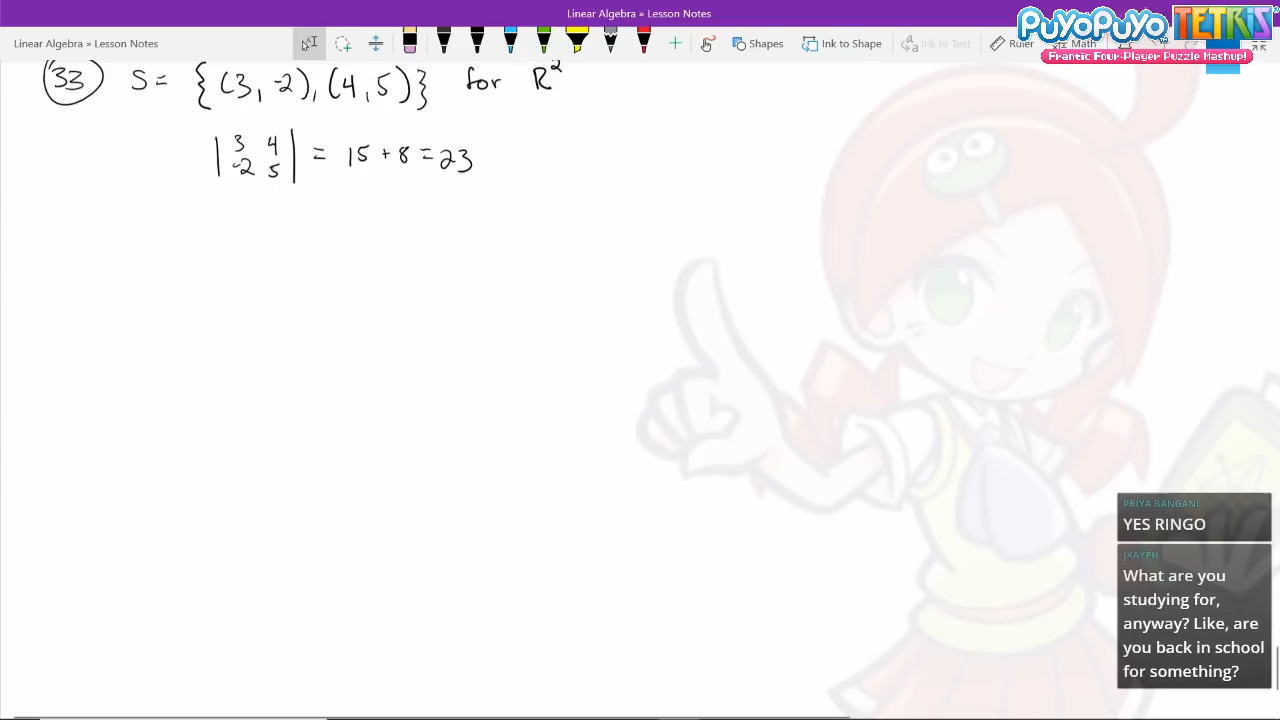 Linear Algebra » Lesson Notes
Linear Algebra » Lesson Notes
Shapes Ink to Shape Ink to Text Ruler Math
PUYOPUYO TETRIS
Frantic Four-Player Puzzle Mashup!
33 S = { (3, -2), (4, 5) } for R²
| 3 4 | = 15 + 8 = 23
| -2 5 |
PRIYA BANGANI
YES RINGO
JXAYPH
What are you
studying for,
anyway? Like, are
you back in school
for something?